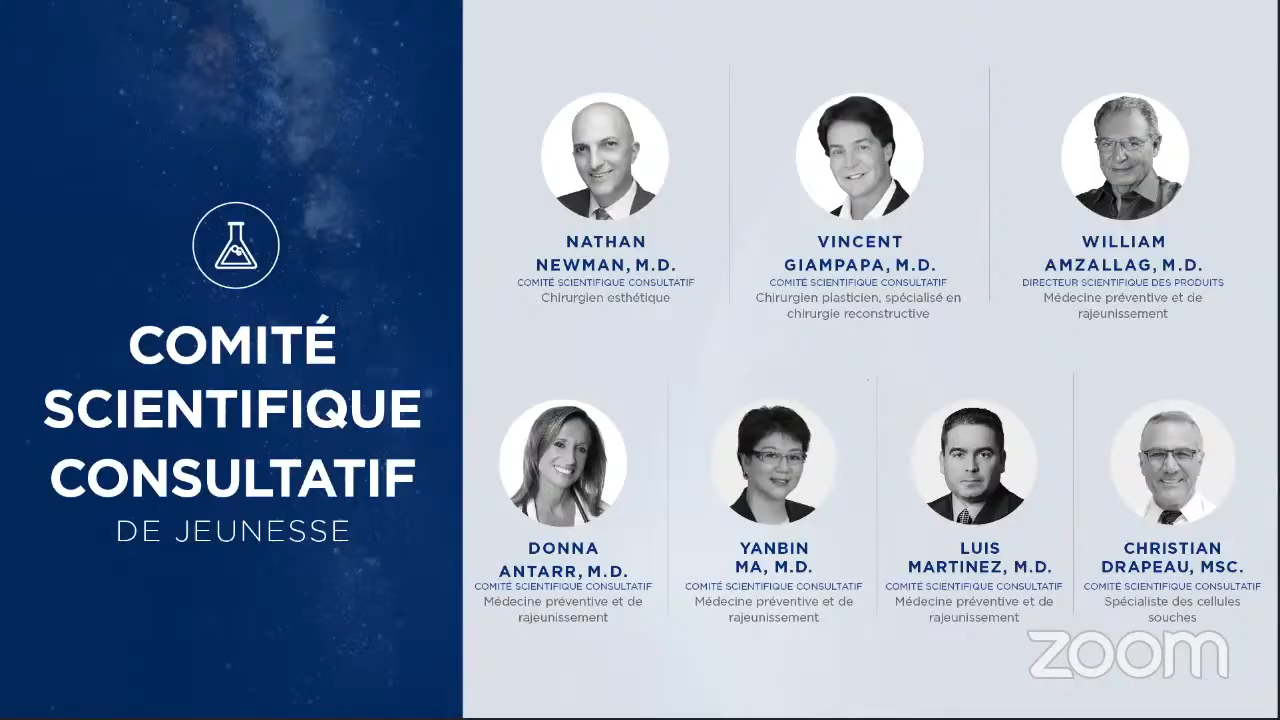 COMITÉ
SCIENTIFIQUE
CONSULTATIF
DE JEUNESSE
NATHAN
NEWMAN, M.D.
COMITÉ SCIENTIFIQUE CONSULTATIF
Chirurgien esthétique
VINCENT
GIAMPAPA, M.D.
COMITÉ SCIENTIFIQUE CONSULTATIF
Chirurgien plasticien, spécialisé en
chirurgie reconstructive
WILLIAM
AMZALLAG, M.D.
DIRECTEUR SCIENTIFIQUE DES PRODUITS
Médecine préventive et de
rajeunissement
DONNA
ANTARR, M.D.
COMITÉ SCIENTIFIQUE CONSULTATIF
Médecine préventive et de
rajeunissement
YANBIN
MA, M.D.
COMITÉ SCIENTIFIQUE CONSULTATIF
Médecine préventive et de
rajeunissement
LUIS
MARTINEZ, M.D.
COMITÉ SCIENTIFIQUE CONSULTATIF
Médecine préventive et de
rajeunissement
CHRISTIAN
DRAPEAU, MSC.
COMITÉ SCIENTIFIQUE CONSULTATIF
Spécialiste des cellules
souches
zoom